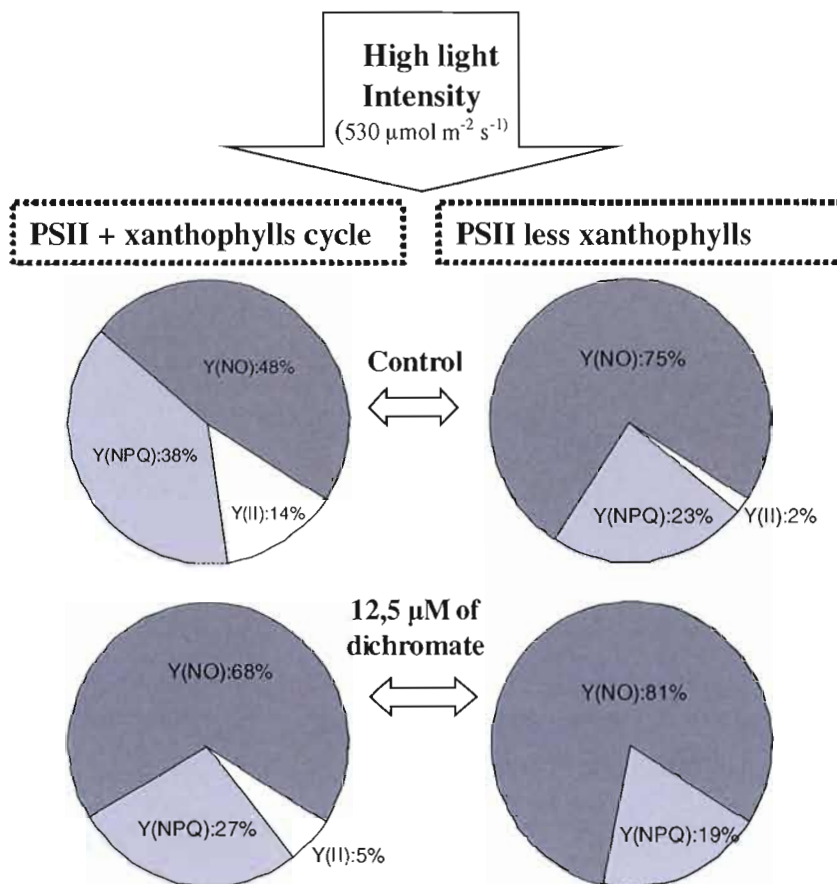 High light
Intensity
(530 µmol m⁻² s⁻¹)
PSII + xanthophylls cycle
PSII less xanthophylls
Y(NO):48%
Y(NPQ):38%
Y(II):14%
Control
Y(NO):75%
Y(NPQ):23%
Y(II):2%
Y(NO):68%
Y(NPQ):27%
Y(II):5%
12,5 µM of
dichromate
Y(NO):81%
Y(NPQ):19%